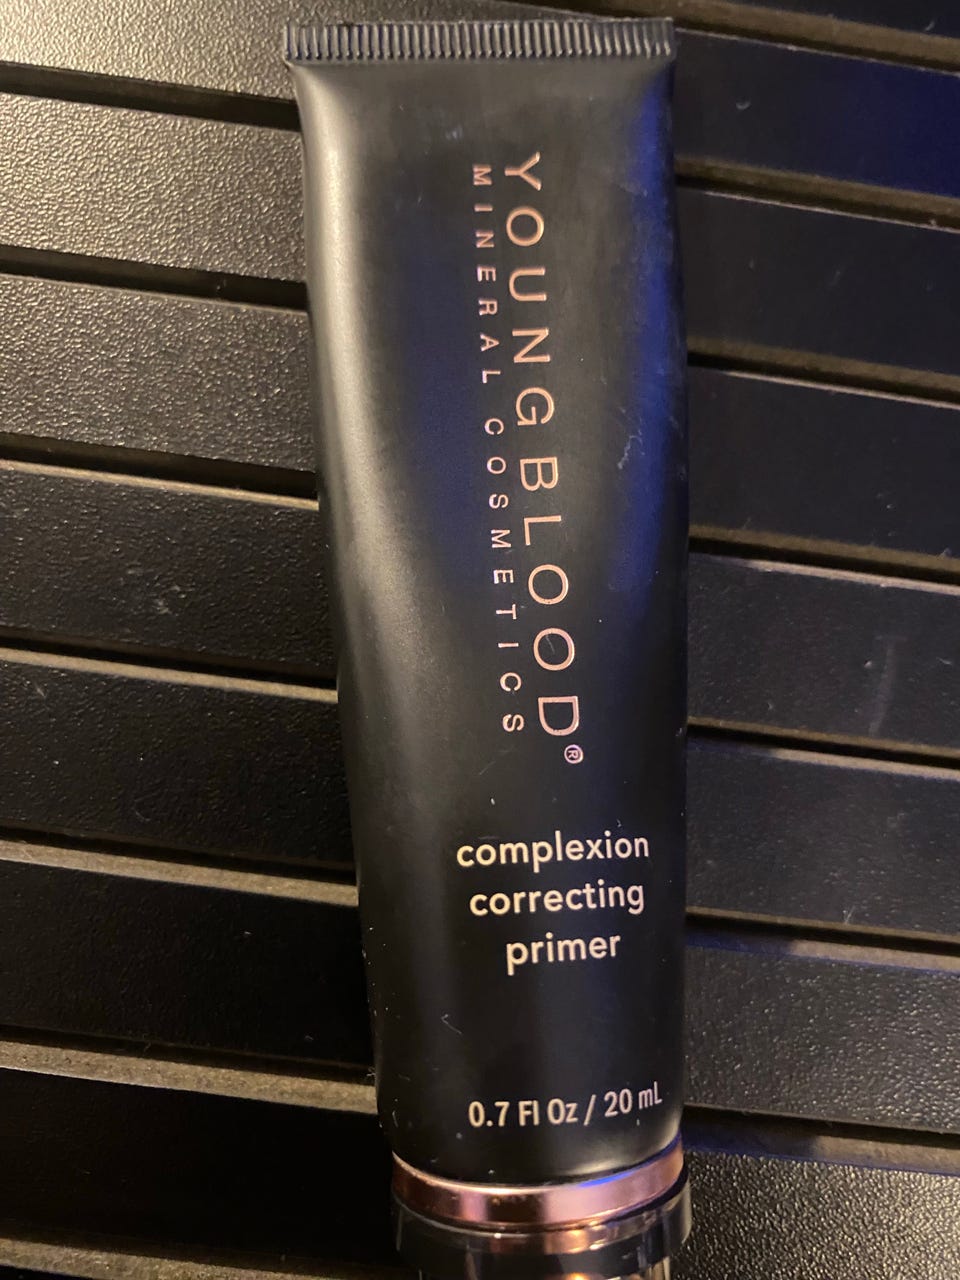 YOUNGBLOOD®
MINERAL COSMETICS
complexion
correcting
primer
0.7 Fl Oz / 20 mL